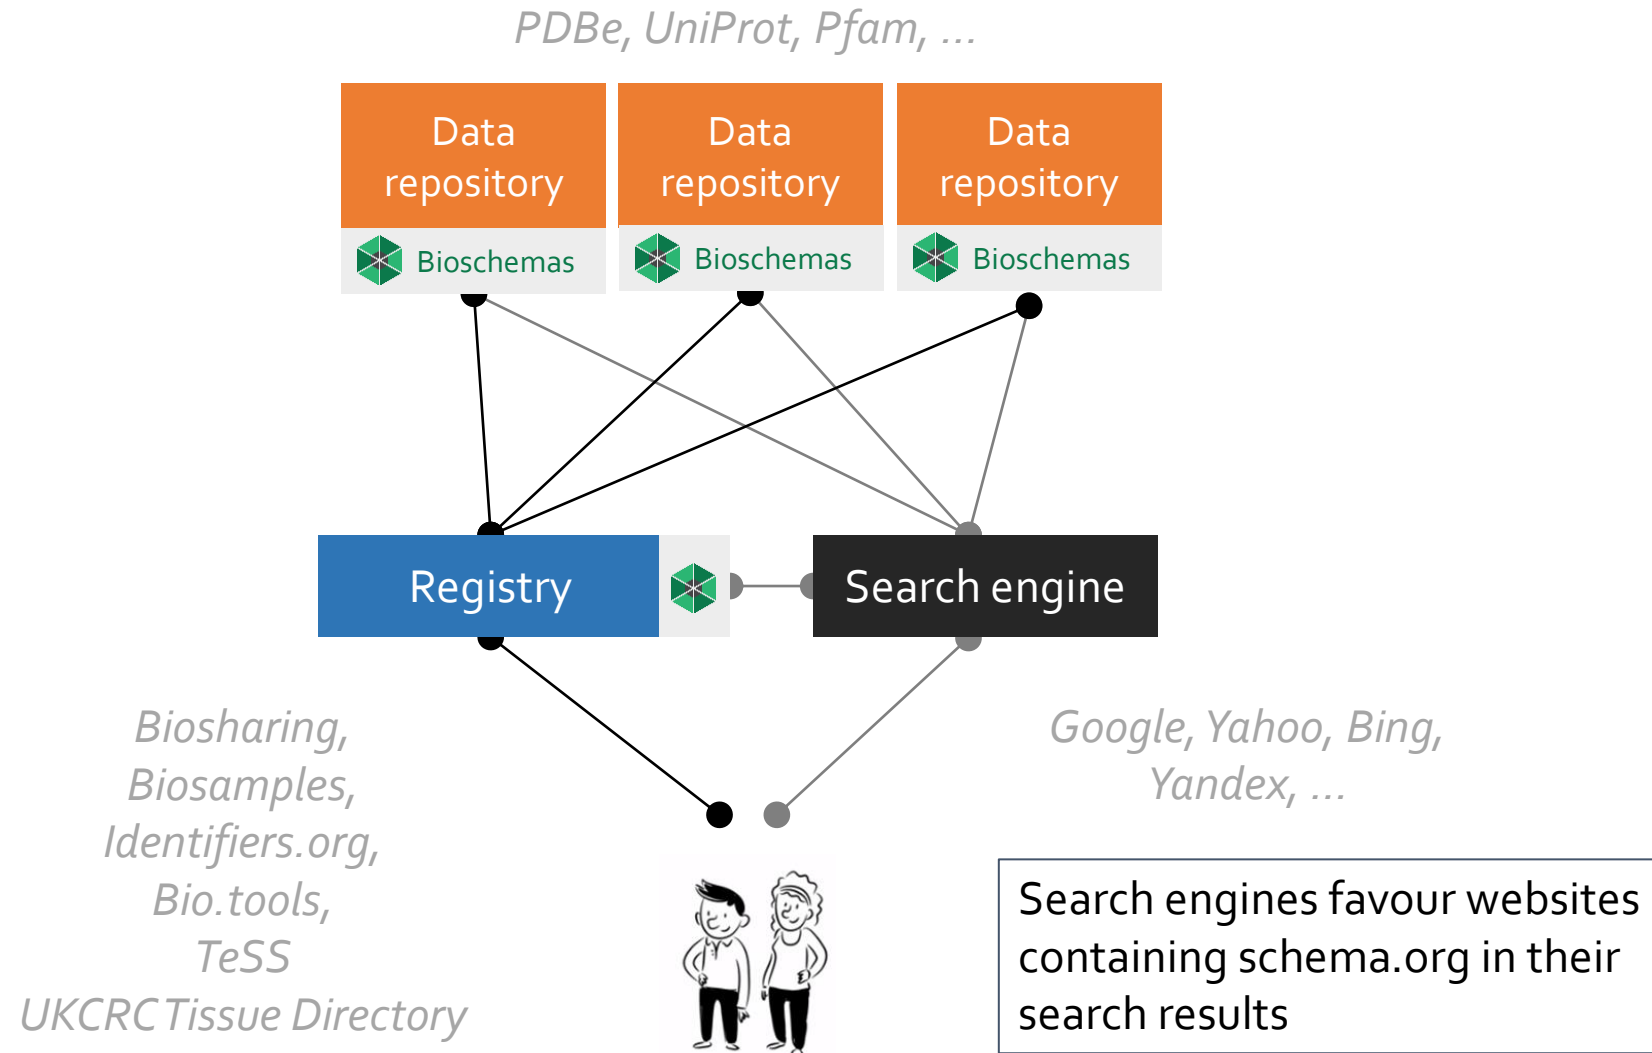 PDBe, UniProt, Pfam, ...
Data
repository
Data
repository
Data
repository
Bioschemas
Bioschemas
Bioschemas
Registry
Search engine
Biosharing,
Biosamples,
Identifiers.org,
Bio.tools,
TeSS
UKCRC Tissue Directory
Google, Yahoo, Bing,
Yandex, ...
Search engines favour websites
containing schema.org in their
search results